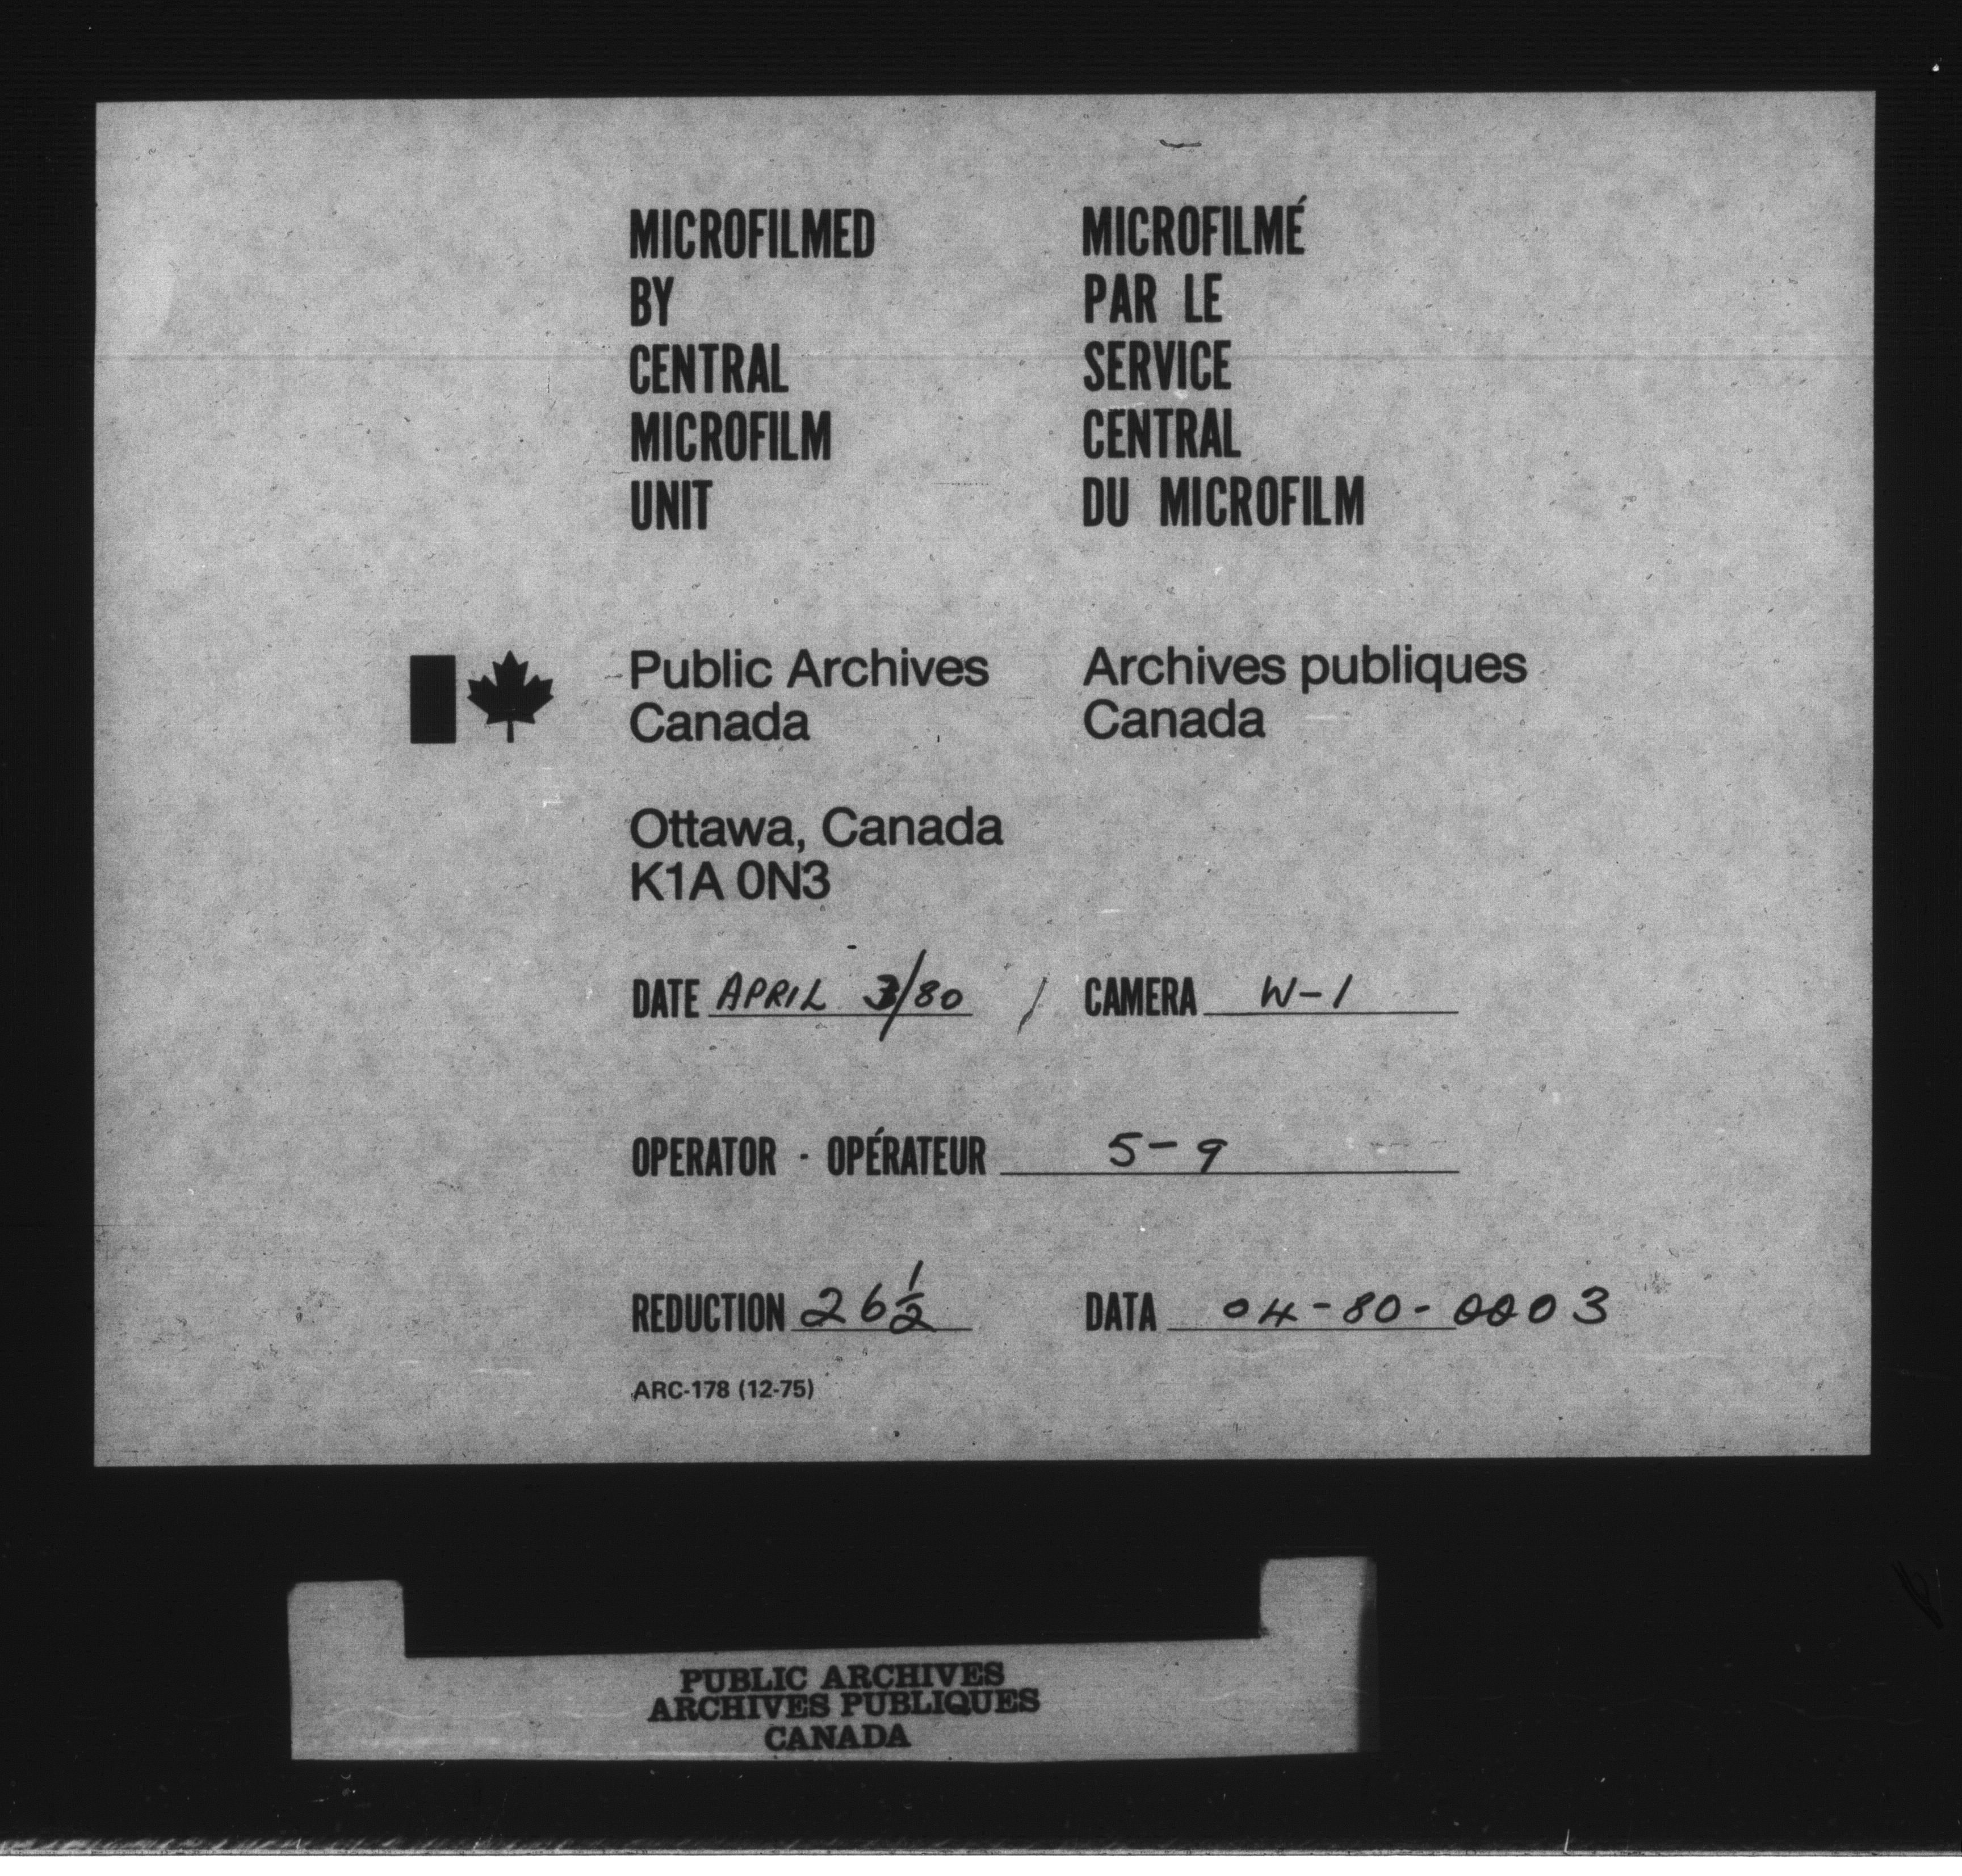 MICROFILMED
BY
CENTRAL
MICROFILM
UNIT
MICROFILMÉ
PAR LE
SERVICE
CENTRAL
DU MICROFILM
Public Archives
Canada
Archives publiques
Canada
Ottawa, Canada
K1A 0N3
DATE APRIL 3/80
CAMERA W-1
OPERATOR - OPÉRATEUR 5-9
REDUCTION 26 1/2
DATA 04-80-0003
ARC-178 (12-75)
PUBLIC ARCHIVES
ARCHIVES PUBLIQUES
CANADA